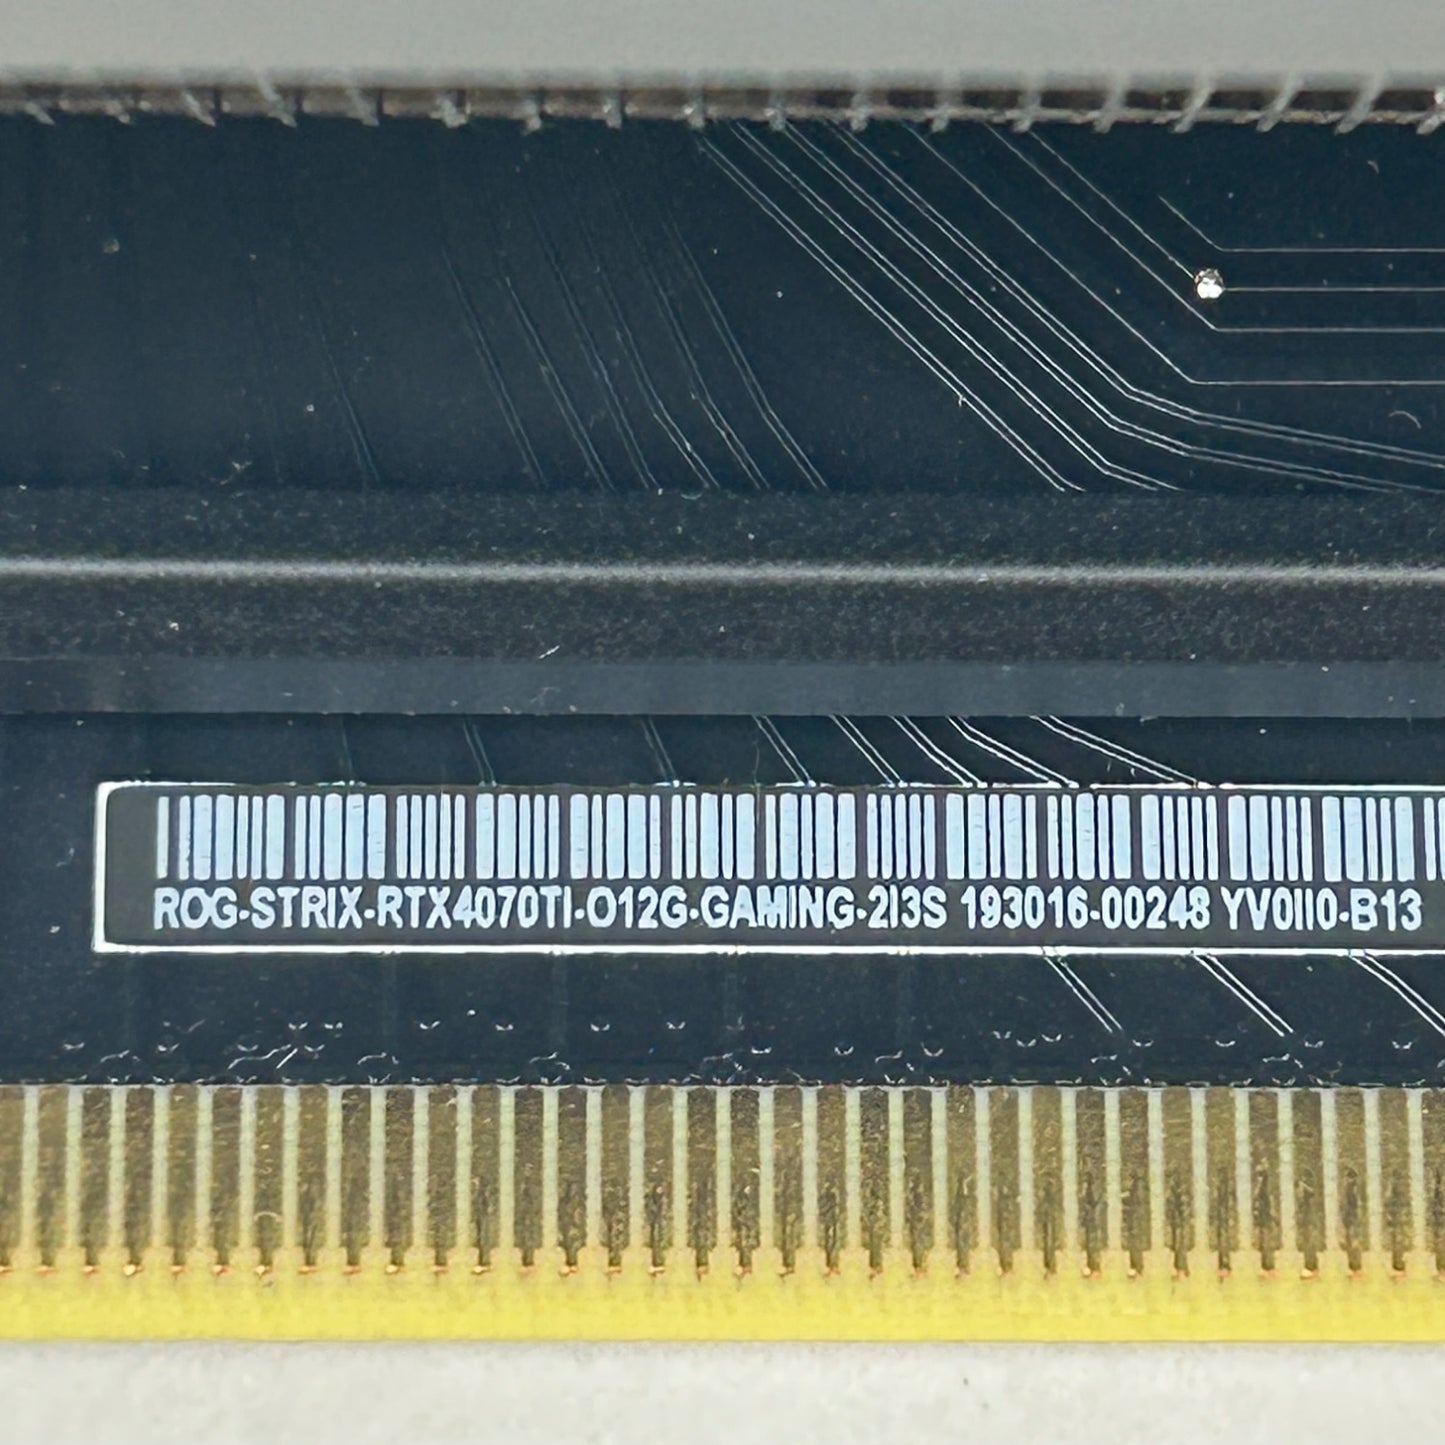 ROG-STRIX-RTX4070TI-O12G-GAMING-2I3S 193016-00248 YV0II0-B13